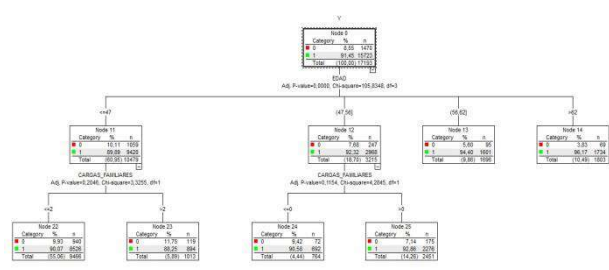 Y
Node 0
Category % n
0 8,55 1470
1 91,45 15723
Total (100,00) 17193
EDAD
Adj. P-value=0,0000, Chi-square=105,8348, df=3
<=47
(47,58]
(58,62]
>62
Node 11
Category % n
0 10,11 1059
1 89,89 9420
Total (60,95) 10479
Node 12
Category % n
0 7,68 247
1 92,32 2968
Total (18,70) 3215
Node 13
Category % n
0 5,60 95
1 94,40 1601
Total (9,86) 1696
Node 14
Category % n
0 3,83 69
1 96,17 1734
Total (10,49) 1803
CARGAS_FAMILIARES
Adj. P-value=0,2046, Chi-square=3,3255, df=1
CARGAS_FAMILIARES
Adj. P-value=0,1154, Chi-square=4,2845, df=1
<=2
>2
<=0
>0
Node 22
Category % n
0 9,93 940
1 90,07 8526
Total (55,06) 9466
Node 23
Category % n
0 11,75 119
1 88,25 894
Total (5,89) 1013
Node 24
Category % n
0 9,42 72
1 90,58 692
Total (4,44) 764
Node 25
Category % n
0 7,14 175
1 92,86 2276
Total (14,26) 2451